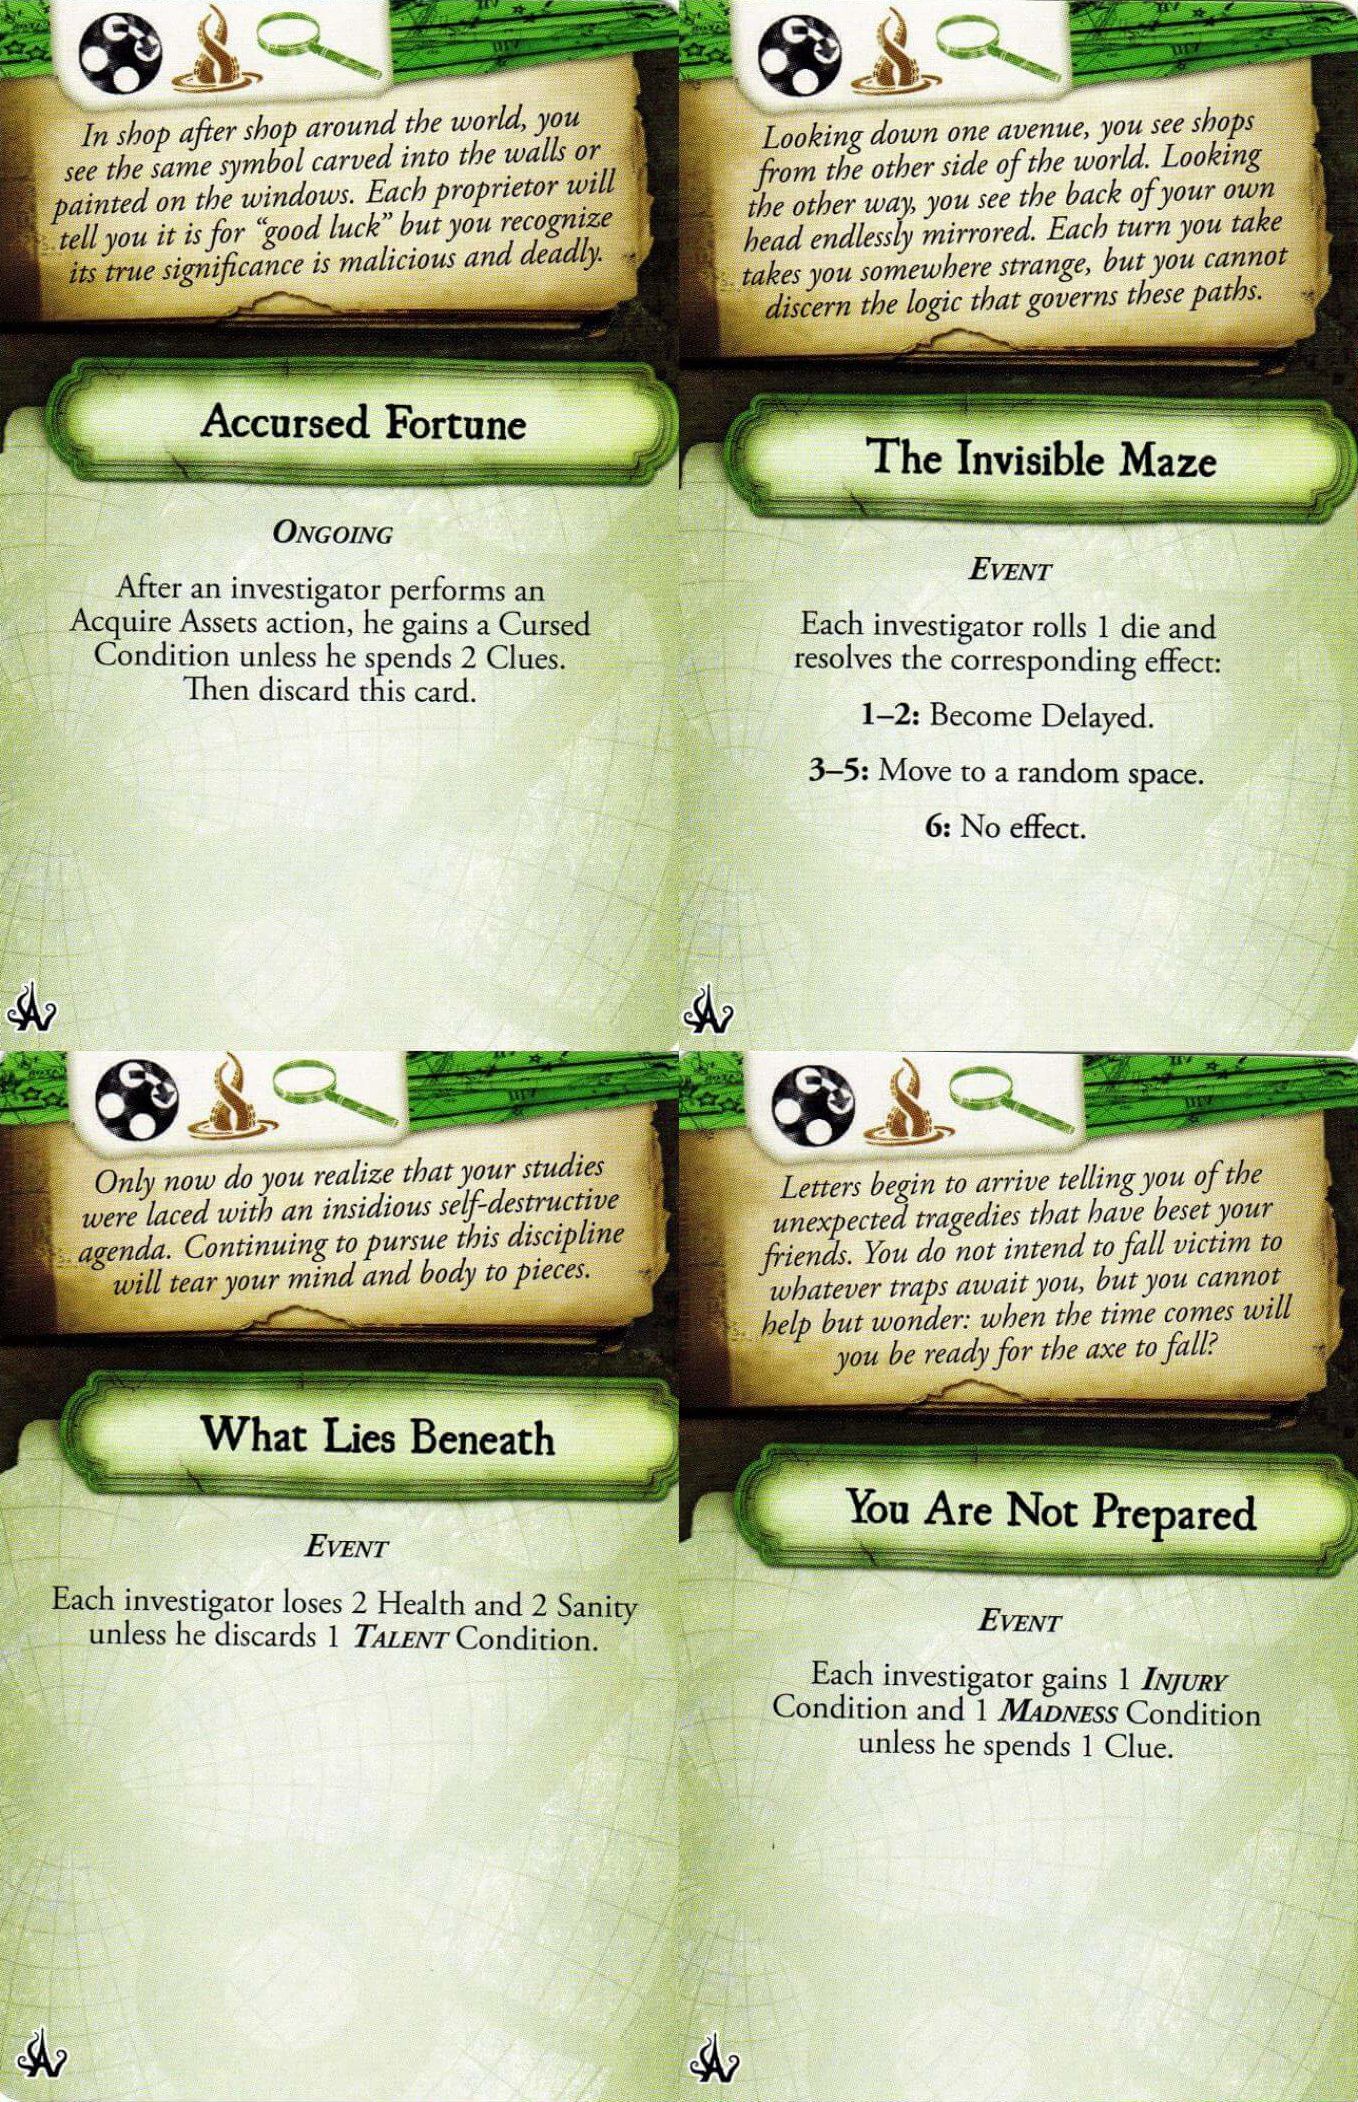 In shop after shop around the world, you
see the same symbol carved into the walls or
painted on the windows. Each proprietor will
tell you it is for “good luck” but you recognize
its true significance is malicious and deadly.
Accursed Fortune
ONGOING
After an investigator performs an
Acquire Assets action, he gains a Cursed
Condition unless he spends 2 Clues.
Then discard this card.
Looking down one avenue, you see shops
from the other side of the world. Looking
the other way, you see the back of your own
head endlessly mirrored. Each turn you take
takes you somewhere strange, but you cannot
discern the logic that governs these paths.
The Invisible Maze
EVENT
Each investigator rolls 1 die and
resolves the corresponding effect:
1–2: Become Delayed.
3–5: Move to a random space.
6: No effect.
Only now do you realize that your studies
were laced with an insidious self-destructive
agenda. Continuing to pursue this discipline
will tear your mind and body to pieces.
What Lies Beneath
EVENT
Each investigator loses 2 Health and 2 Sanity
unless he discards 1 TALENT Condition.
Letters begin to arrive telling you of the
unexpected tragedies that have beset your
friends. You do not intend to fall victim to
whatever traps await you, but you cannot
help but wonder: when the time comes will
you be ready for the axe to fall?
You Are Not Prepared
EVENT
Each investigator gains 1 INJURY
Condition and 1 MADNESS Condition
unless he spends 1 Clue.